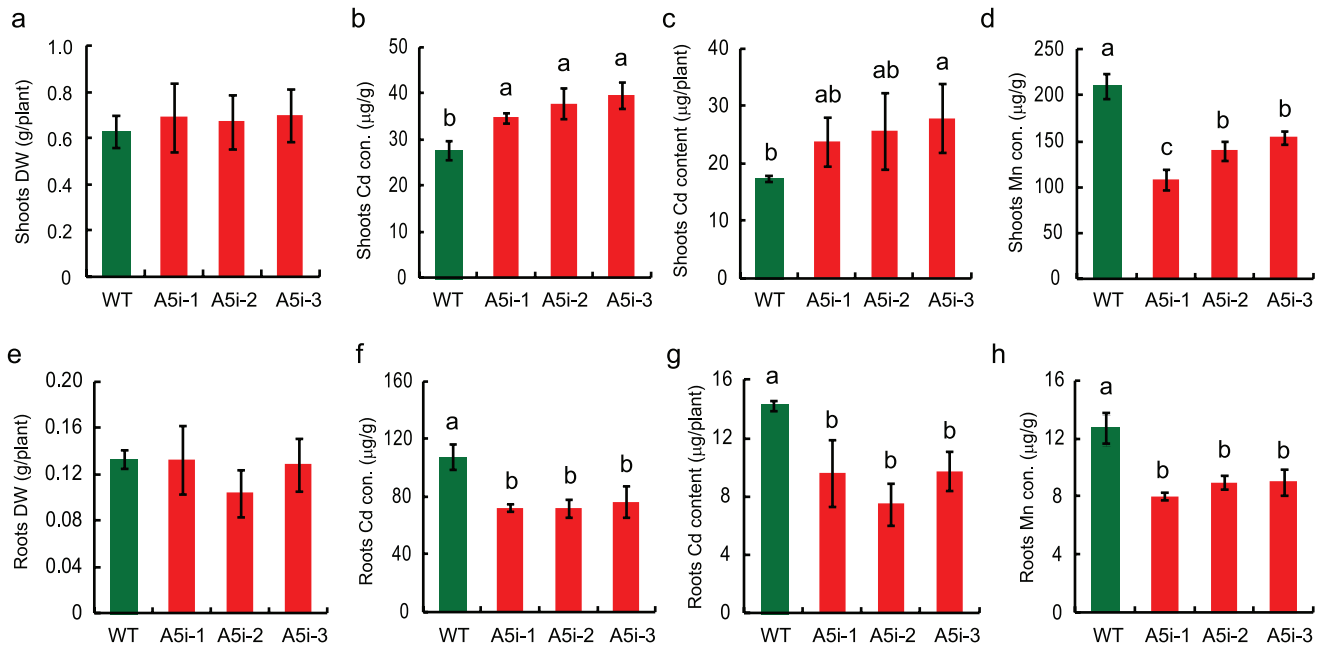 a
Shoots DW (g/plant)
1.0
0.8
0.6
0.4
0.2
0
WT A5i-1 A5i-2 A5i-3
b
Shoots Cd con. (µg/g)
50
40
30
20
10
0
b a a a
WT A5i-1 A5i-2 A5i-3
c
Shoots Cd content (µg/plant)
40
30
20
10
0
b ab ab a
WT A5i-1 A5i-2 A5i-3
d
Shoots Mn con. (µg/g)
250
200
150
100
50
0
a c b b
WT A5i-1 A5i-2 A5i-3
e
Roots DW (g/plant)
0.20
0.16
0.12
0.08
0.04
0
WT A5i-1 A5i-2 A5i-3
f
Roots Cd con. (µg/g)
160
120
80
40
0
a b b b
WT A5i-1 A5i-2 A5i-3
g
Roots Cd content (µg/plant)
16
12
8
4
0
a b b b
WT A5i-1 A5i-2 A5i-3
h
Roots Mn con. (µg/g)
16
12
8
4
0
a b b b
WT A5i-1 A5i-2 A5i-3